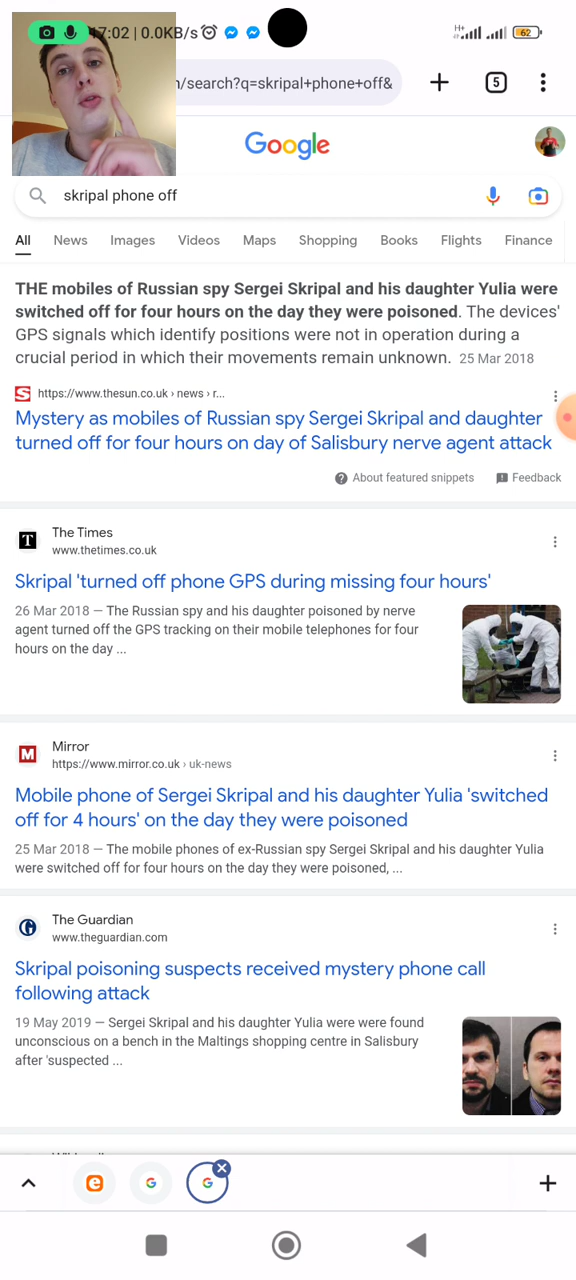 17:02 | 0.0KB/s
H+
62
n/search?q=skripal+phone+off&
5
Google
skripal phone off
All News Images Videos Maps Shopping Books Flights Finance
THE mobiles of Russian spy Sergei Skripal and his daughter Yulia were
switched off for four hours on the day they were poisoned. The devices'
GPS signals which identify positions were not in operation during a
crucial period in which their movements remain unknown. 25 Mar 2018
S
https://www.thesun.co.uk › news › r...
Mystery as mobiles of Russian spy Sergei Skripal and daughter
turned off for four hours on day of Salisbury nerve agent attack
About featured snippets Feedback
T
The Times
www.thetimes.co.uk
Skripal 'turned off phone GPS during missing four hours'
26 Mar 2018 — The Russian spy and his daughter poisoned by nerve
agent turned off the GPS tracking on their mobile telephones for four
hours on the day ...
M
Mirror
https://www.mirror.co.uk › uk-news
Mobile phone of Sergei Skripal and his daughter Yulia 'switched
off for 4 hours' on the day they were poisoned
25 Mar 2018 — The mobile phones of ex-Russian spy Sergei Skripal and his daughter Yulia
were switched off for four hours on the day they were poisoned, ...
G
The Guardian
www.theguardian.com
Skripal poisoning suspects received mystery phone call
following attack
19 May 2019 — Sergei Skripal and his daughter Yulia were were found
unconscious on a bench in the Maltings shopping centre in Salisbury
after 'suspected ...